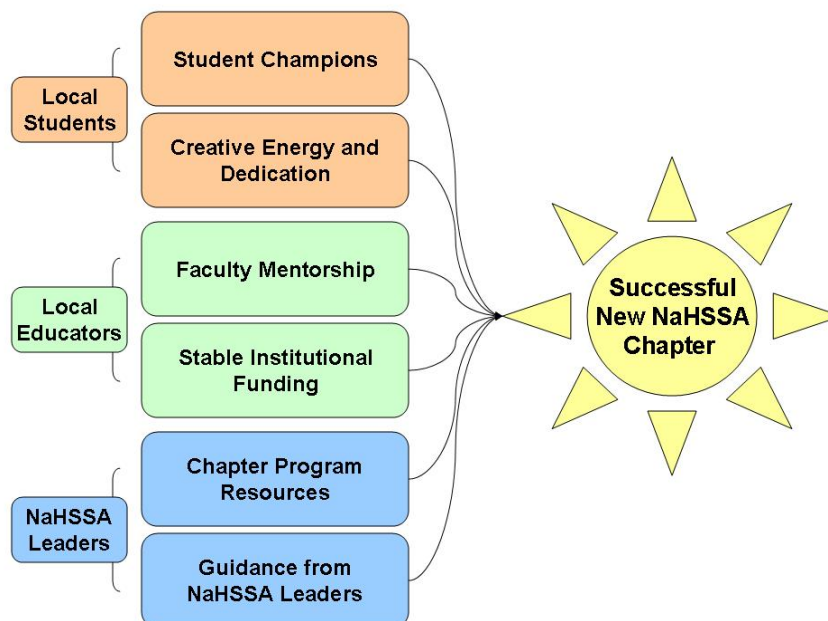 Student Champions
Local
Students
Creative Energy and
Dedication
Faculty Mentorship
Local
Educators
Stable Institutional
Funding
Chapter Program
Resources
NaHSSA
Leaders
Guidance from
NaHSSA Leaders
Successful
New NaHSSA
Chapter